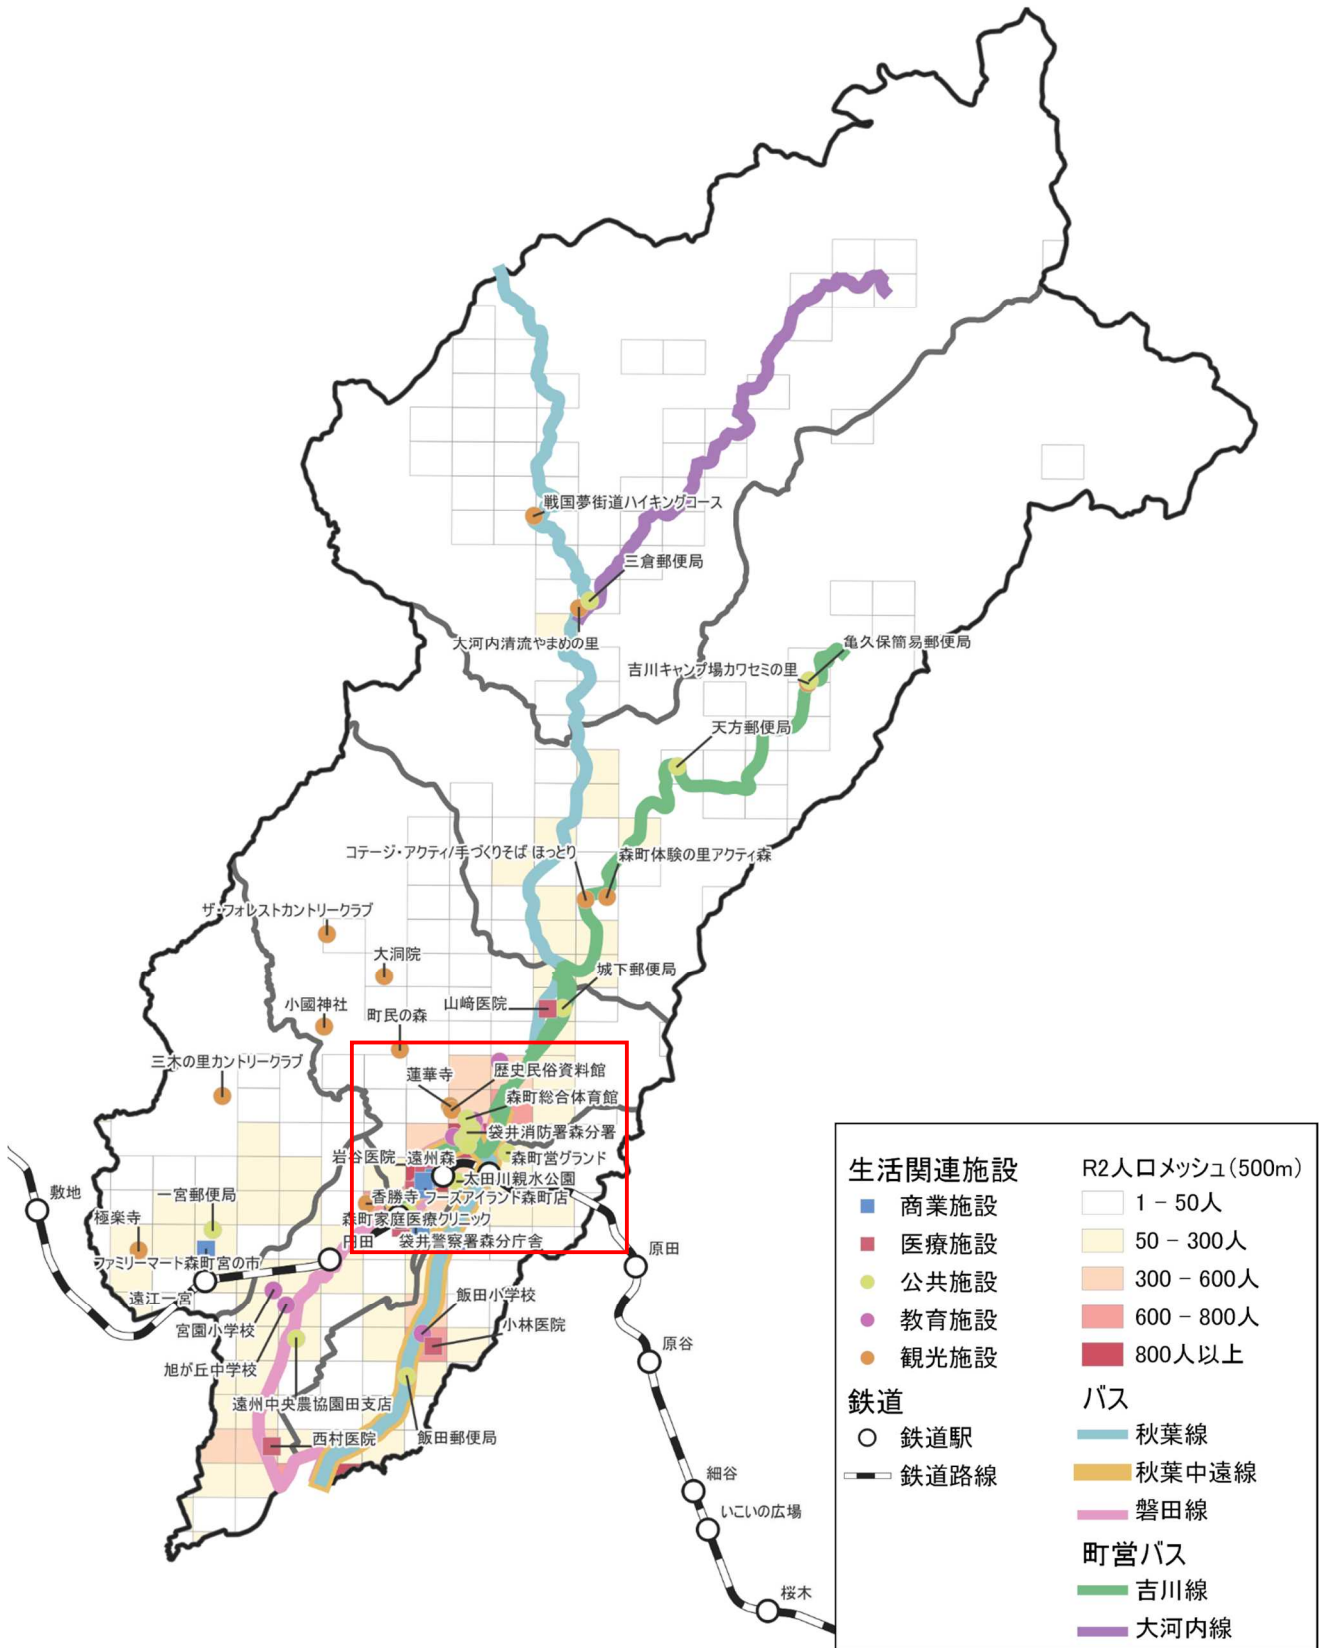 戦国夢街道ハイキングコース
三倉郵便局
大河内清流やまめの里
亀久保簡易郵便局
吉川キャンプ場カワセミの里
天方郵便局
コテージ・アクティ/手づくりそば ほっとり
森町体験の里アクティ森
ザ・フォレストカントリークラブ
大洞院
城下郵便局
小國神社
山﨑医院
町民の森
三木の里カントリークラブ
蓮華寺
歴史民俗資料館
森町総合体育館
袋井消防署森分署
岩谷医院
遠州森
森町営グランド
太田川親水公園
敷地
一宮郵便局
香勝寺
フーズアイランド森町店
極楽寺
森町家庭医療クリニック
円田
袋井警察署森分庁舎
原田
ファミリーマート森町宮の市
遠江一宮
飯田小学校
宮園小学校
小林医院
原谷
旭が丘中学校
遠州中央農協園田支店
西村医院
飯田郵便局
細谷
いこいの広場
桜木
生活関連施設
商業施設
医療施設
公共施設
教育施設
観光施設
鉄道
鉄道駅
鉄道路線
R2人口メッシュ(500m)
1 - 50人
50 - 300人
300 - 600人
600 - 800人
800人以上
バス
秋葉線
秋葉中遠線
磐田線
町営バス
吉川線
大河内線